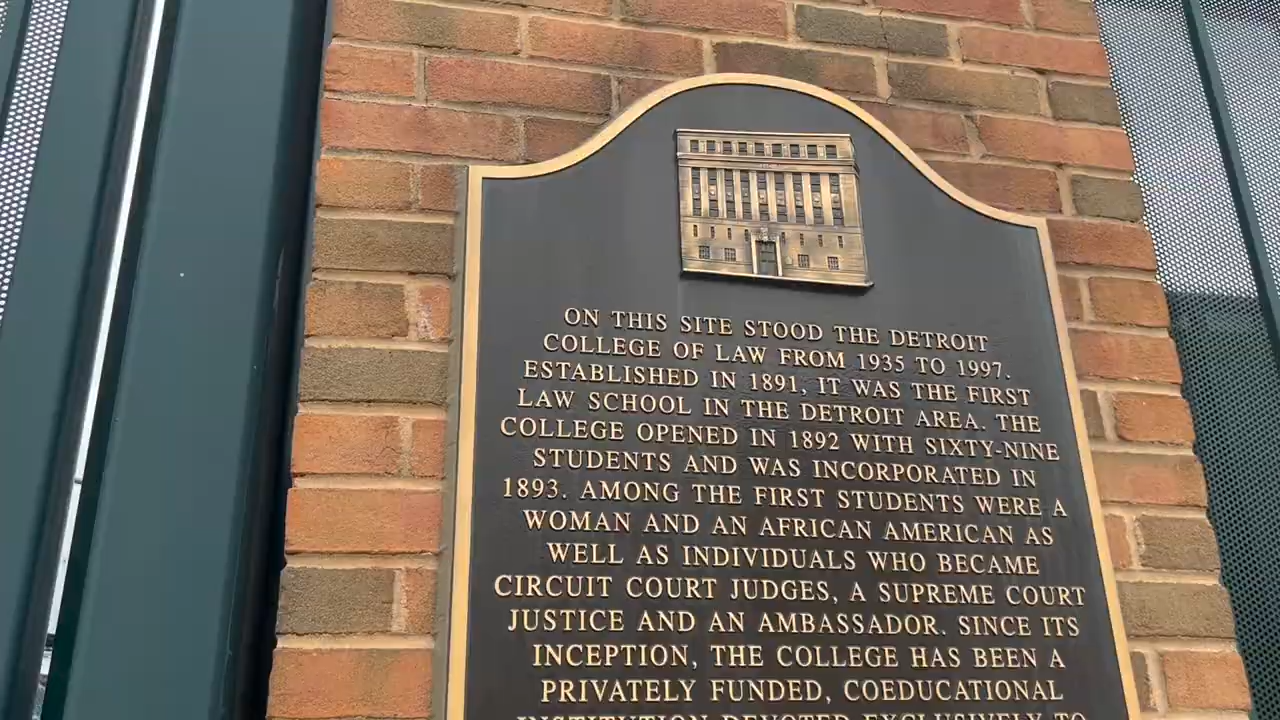 ON THIS SITE STOOD THE DETROIT
COLLEGE OF LAW FROM 1935 TO 1997.
ESTABLISHED IN 1891, IT WAS THE FIRST
LAW SCHOOL IN THE DETROIT AREA. THE
COLLEGE OPENED IN 1892 WITH SIXTY-NINE
STUDENTS AND WAS INCORPORATED IN
1893. AMONG THE FIRST STUDENTS WERE A
WOMAN AND AN AFRICAN AMERICAN AS
WELL AS INDIVIDUALS WHO BECAME
CIRCUIT COURT JUDGES, A SUPREME COURT
JUSTICE AND AN AMBASSADOR. SINCE ITS
INCEPTION, THE COLLEGE HAS BEEN A
PRIVATELY FUNDED, COEDUCATIONAL
INSTITUTION DEVOTED EXCLUSIVELY TO